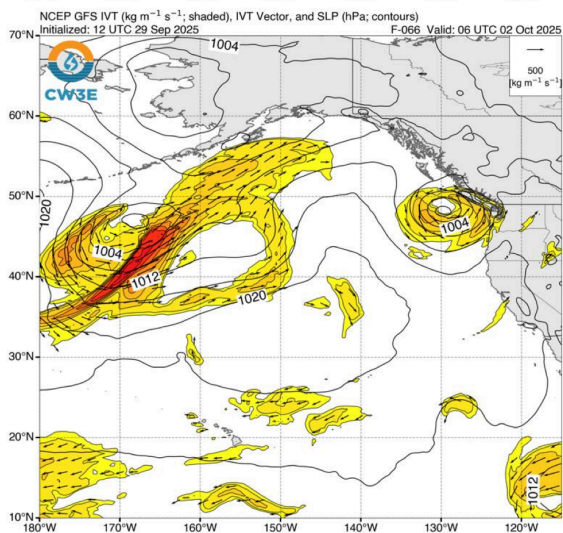 NCEP GFS IVT (kg m⁻¹ s⁻¹; shaded), IVT Vector, and SLP (hPa; contours)
Initialized: 12 UTC 29 Sep 2025 F-066 Valid: 06 UTC 02 Oct 2025
70°N
1004
500
[kg m⁻¹ s⁻¹]
CW3E
60°N
50°N
1020
1004
1004
40°N
1012
1020
30°N
20°N
1012
10°N
180°W 170°W 160°W 150°W 140°W 130°W 120°W